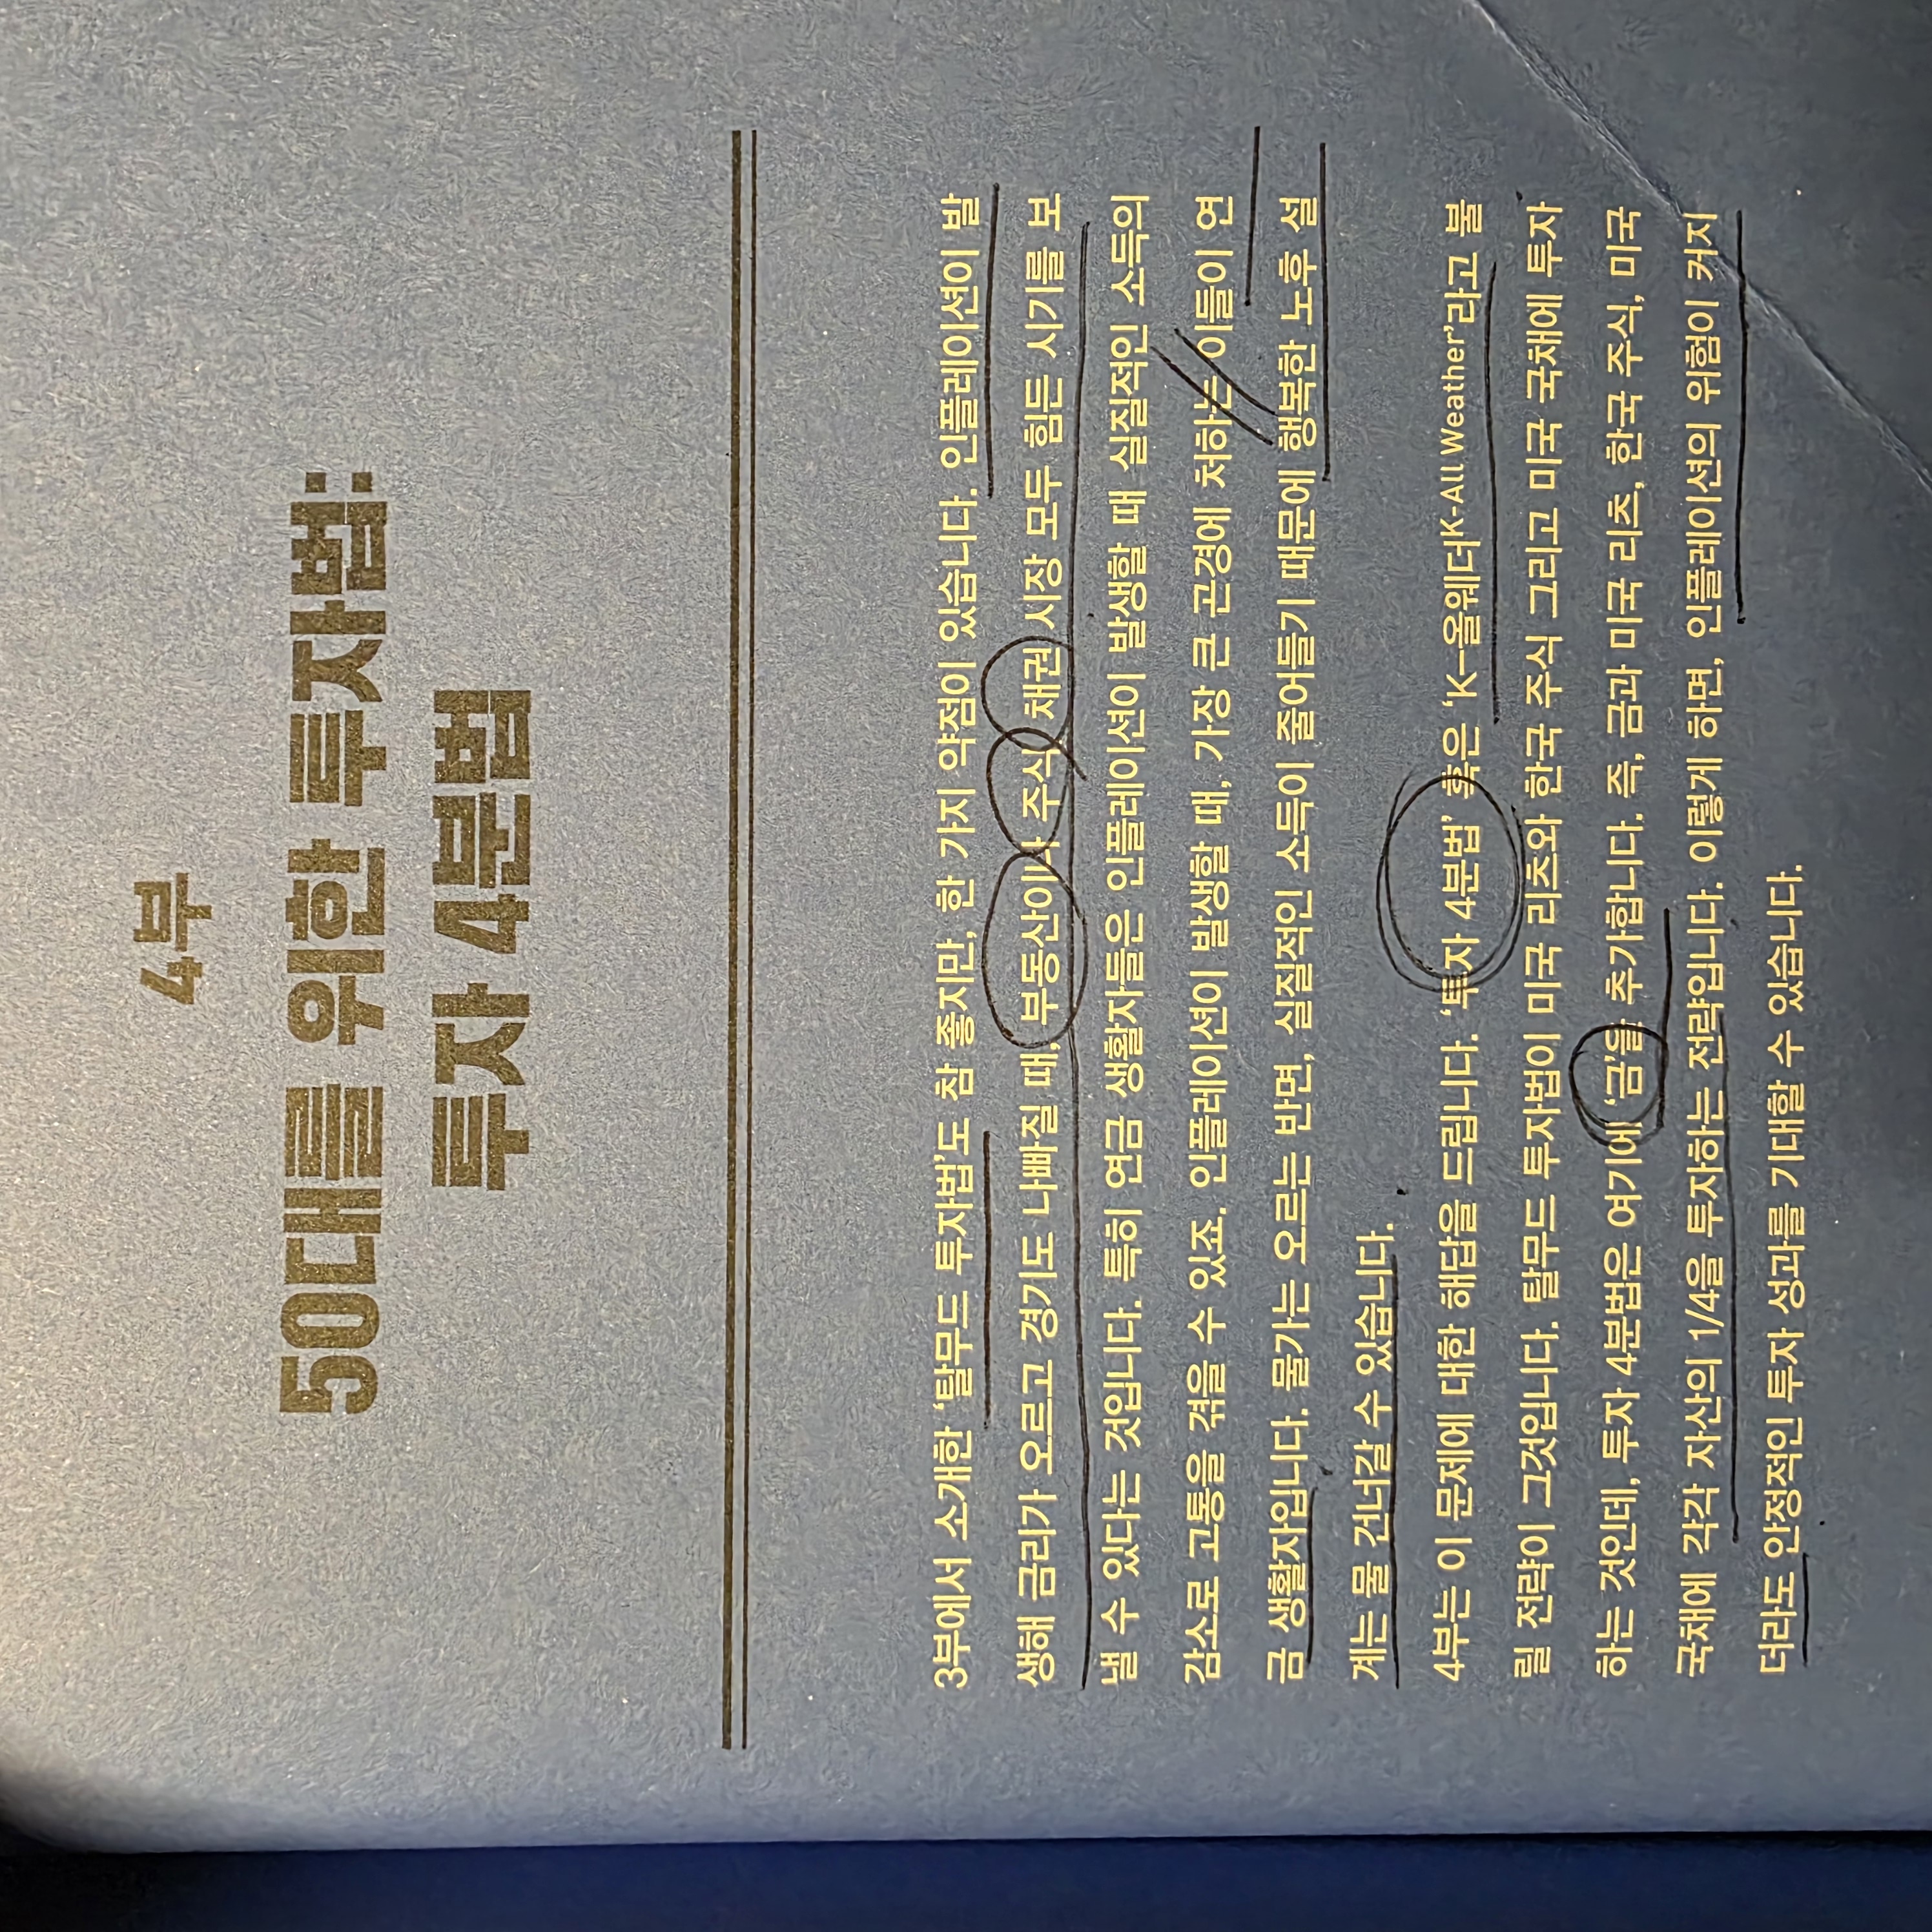 4부
50대를 위한 투자법:
투자 4분법
3부에서 소개한 ‘탈무드 투자법’도 참 좋지만, 한 가지 약점이 있습니다. 인플레이션이 발
생해 금리가 오르고 경기도 나빠질 때, 부동산이나 주식, 채권 시장 모두 힘든 시기를 보
낼 수 있다는 것입니다. 특히 연금 생활자들은 인플레이션이 발생할 때 실질적인 소득의
감소로 고통을 겪을 수 있죠. 인플레이션이 발생할 때, 가장 큰 곤경에 처하는 이들이 연
금 생활자입니다. 물가는 오르는 반면, 실질적인 소득이 줄어들기 때문에 행복한 노후 설
계는 물 건너갈 수 있습니다.
4부는 이 문제에 대한 해답을 드립니다. ‘투자 4분법’ 혹은 ‘K-올웨더K-All Weather’라고 불
릴 전략이 그것입니다. 탈무드 투자법이 미국 리츠와 한국 주식 그리고 미국 국채에 투자
하는 것인데, 투자 4분법은 여기에 ‘금’을 추가합니다. 즉, 금과 미국 리츠, 한국 주식, 미국
국채에 각각 자산의 1/4을 투자하는 전략입니다. 이렇게 하면, 인플레이션의 위험이 커지
더라도 안정적인 투자 성과를 기대할 수 있습니다.